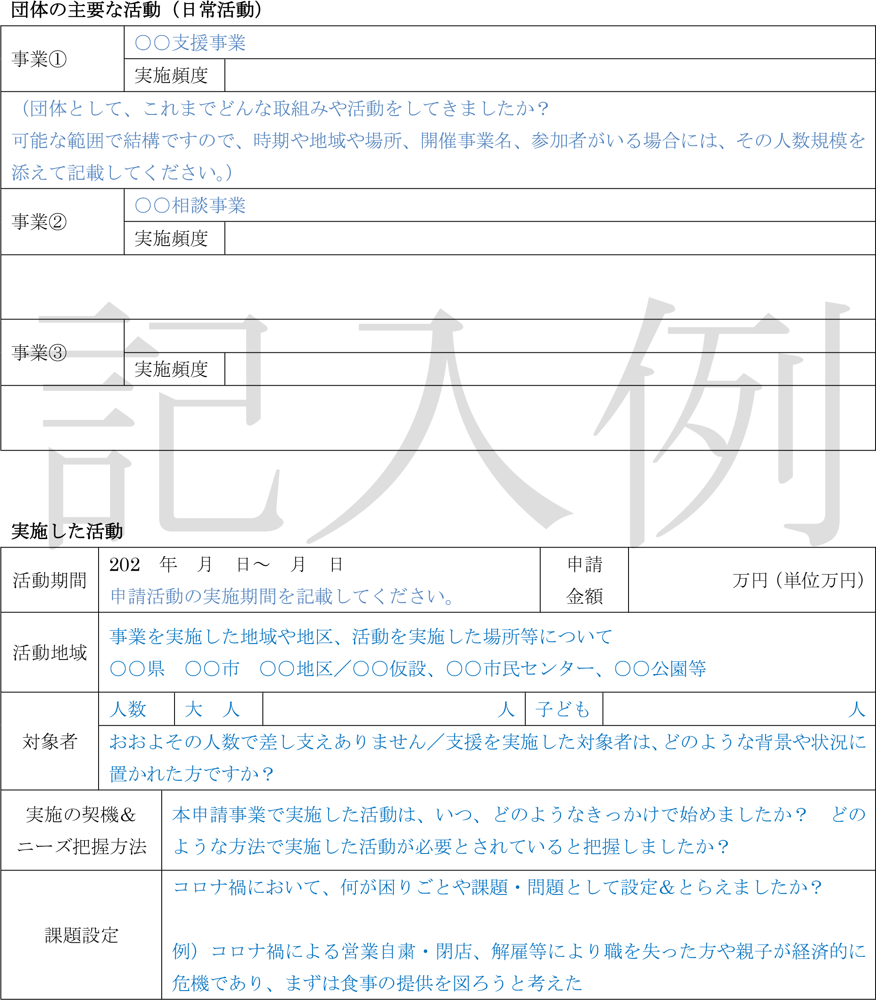 団体の主要な活動（日常活動）
事業①
〇〇支援事業
実施頻度
（団体として、これまでどんな取組みや活動をしてきましたか？
可能な範囲で結構ですので、時期や地域や場所、開催事業名、参加者がいる場合には、その人数規模を
添えて記載してください。）
事業②
〇〇相談事業
実施頻度
事業③
実施頻度
記入例
実施した活動
活動期間
202　年　月　日～　月　日
申請活動の実施期間を記載してください。
申請
金額
万円（単位万円）
活動地域
事業を実施した地域や地区、活動を実施した場所等について
〇〇県　〇〇市　〇〇地区／〇〇仮設、〇〇市民センター、〇〇公園等
対象者
人数
大　人
人
子ども
人
おおよその人数で差し支えありません／支援を実施した対象者は、どのような背景や状況に
置かれた方ですか？
実施の契機＆
ニーズ把握方法
本申請事業で実施した活動は、いつ、どのようなきっかけで始めましたか？　どの
ような方法で実施した活動が必要とされていると把握しましたか？
課題設定
コロナ禍において、何が困りごとや課題・問題として設定＆とらえましたか？
例）コロナ禍による営業自粛・閉店、解雇等により職を失った方や親子が経済的に
危機であり、まずは食事の提供を図ろうと考えた